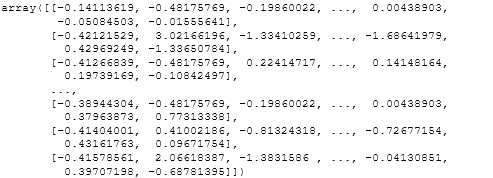 array([[-0.14113619, -0.48175769, -0.19860022, ..., 0.00438903,
-0.05084503, -0.01555641],
[-0.42121529, 3.02166196, -1.33410259, ..., -1.68641979,
0.42969249, -1.33650784],
[-0.41266839, -0.48175769, 0.22414717, ..., 0.14148164,
0.19739169, -0.10842497],
...,
[-0.38944304, -0.48175769, -0.19860022, ..., 0.00438903,
0.37963873, 0.77313338],
[-0.41404001, 0.41002186, -0.81324318, ..., -0.72677154,
0.43161763, 0.09671754],
[-0.41578561, 2.06618387, -1.3831586 , ..., -0.04130851,
0.39707198, -0.68781395]])